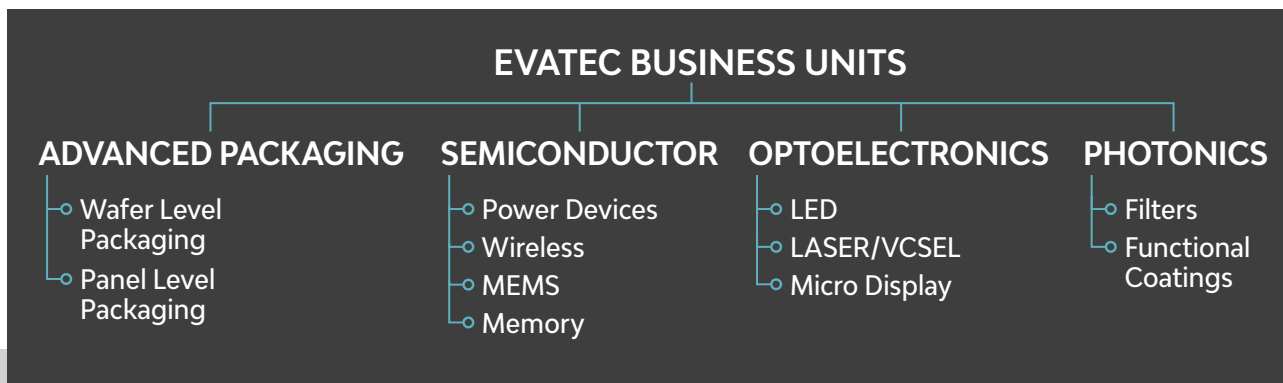 EVATEC BUSINESS UNITS
ADVANCED PACKAGING
Wafer Level
Packaging
Panel Level
Packaging
SEMICONDUCTOR
Power Devices
Wireless
MEMS
Memory
OPTOELECTRONICS
LED
LASER/VCSEL
Micro Display
PHOTONICS
Filters
Functional
Coatings